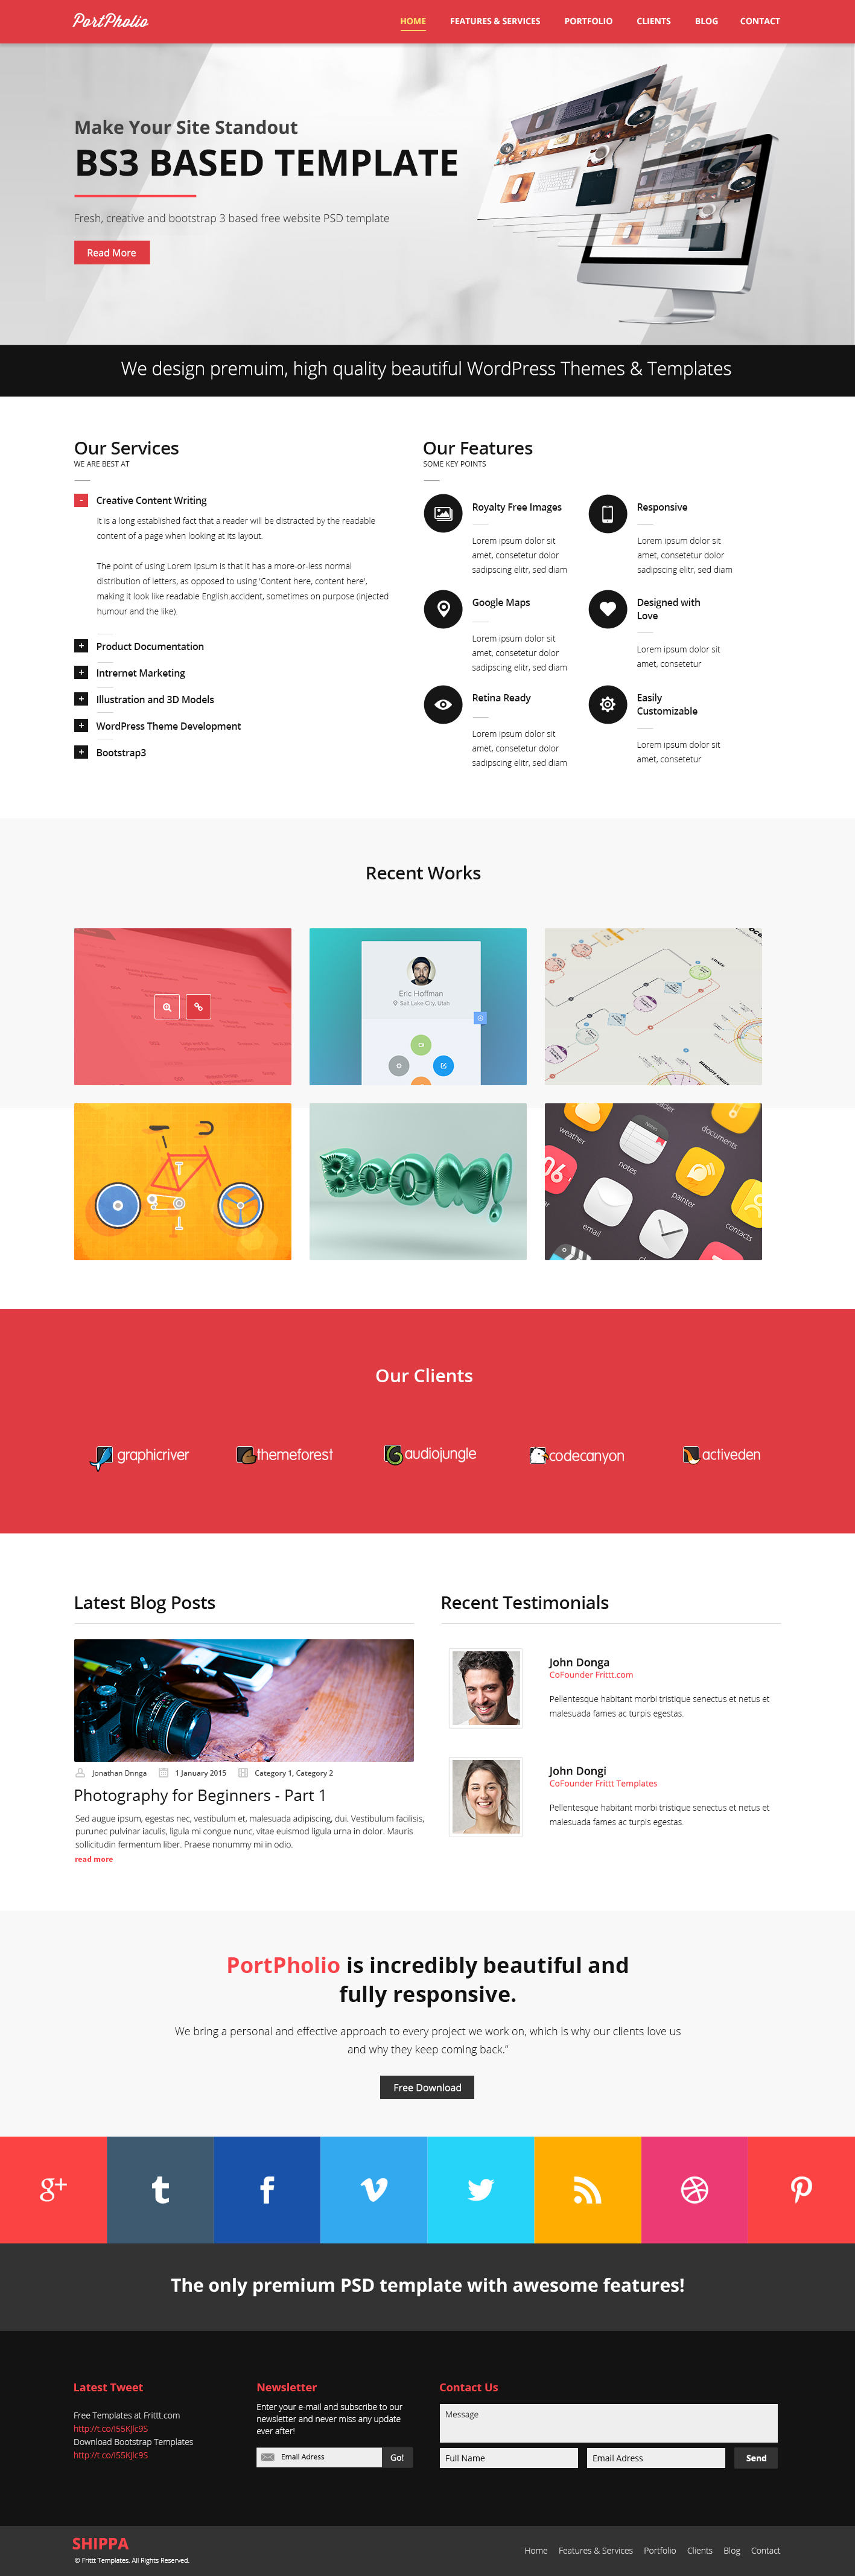 PortPholio
HOME FEATURES & SERVICES PORTFOLIO CLIENTS BLOG CONTACT
Make Your Site Standout
BS3 BASED TEMPLATE
Fresh, creative and bootstrap 3 based free website PSD template
Read More
We design premuim, high quality beautiful WordPress Themes & Templates
Our Services
WE ARE BEST AT
- Creative Content Writing
It is a long established fact that a reader will be distracted by the readable
content of a page when looking at its layout.
The point of using Lorem Ipsum is that it has a more-or-less normal
distribution of letters, as opposed to using 'Content here, content here',
making it look like readable English.accident, sometimes on purpose (injected
humour and the like).
+ Product Documentation
+ Intrernet Marketing
+ Illustration and 3D Models
+ WordPress Theme Development
+ Bootstrap3
Our Features
SOME KEY POINTS
Royalty Free Images
Lorem ipsum dolor sit
amet, consetetur dolor
sadipscing elitr, sed diam
Responsive
Lorem ipsum dolor sit
amet, consetetur dolor
sadipscing elitr, sed diam
Google Maps
Lorem ipsum dolor sit
amet, consetetur dolor
sadipscing elitr, sed diam
Designed with
Love
Lorem ipsum dolor sit
amet, consetetur
Retina Ready
Lorem ipsum dolor sit
amet, consetetur dolor
sadipscing elitr, sed diam
Easily
Customizable
Lorem ipsum dolor sit
amet, consetetur
Recent Works
Eric Hoffman
Salt Lake City, Utah
LAUNCH
HANDOFF SPRINT
Boom!
weather
notes
documents
email
painter
contacts
Our Clients
graphicriver
themeforest
audiojungle
codecanyon
activeden
Latest Blog Posts
Jonathan Dnnga 1 January 2015 Category 1, Category 2
Photography for Beginners - Part 1
Sed augue ipsum, egestas nec, vestibulum et, malesuada adipiscing, dui. Vestibulum facilisis,
purunec pulvinar iaculis, ligula mi congue nunc, vitae euismod ligula urna in dolor. Mauris
sollicitudin fermentum liber. Praese nonummy mi in odio.
read more
Recent Testimonials
John Donga
CoFounder Frittt.com
Pellentesque habitant morbi tristique senectus et netus et
malesuada fames ac turpis egestas.
John Dongi
CoFounder Frittt Templates
Pellentesque habitant morbi tristique senectus et netus et
malesuada fames ac turpis egestas.
PortPholio is incredibly beautiful and
fully responsive.
We bring a personal and effective approach to every project we work on, which is why our clients love us
and why they keep coming back.”
Free Download
The only premium PSD template with awesome features!
Latest Tweet
Free Templates at Frittt.com
http://t.co/I55KJlc9S
Download Bootstrap Templates
http://t.co/I55KJlc9S
Newsletter
Enter your e-mail and subscribe to our
newsletter and never miss any update
ever after!
Email Adress
Go!
Contact Us
Message
Full Name
Email Adress
Send
SHIPPA
© Frittt Templates. All Rights Reserved.
Home Features & Services Portfolio Clients Blog Contact